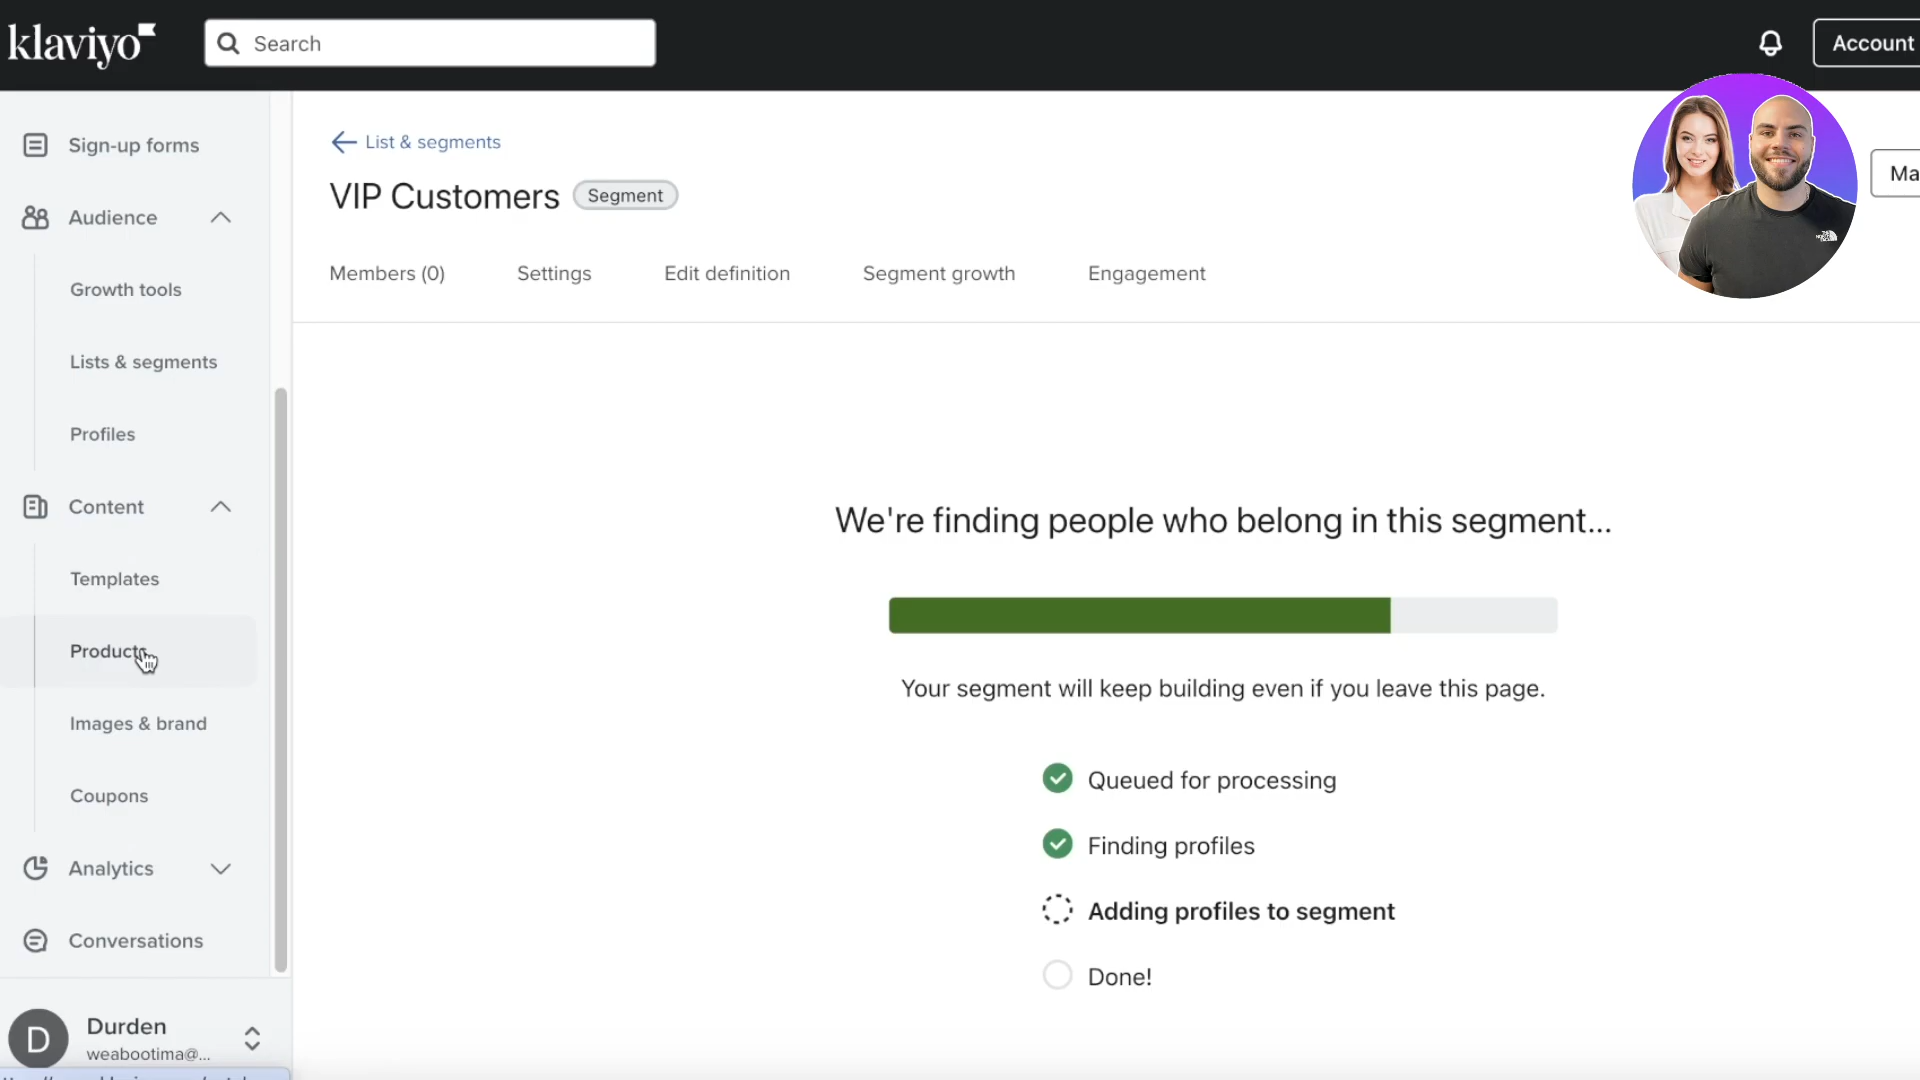 klaviyo
Search
Account
Sign-up forms
Audience
Growth tools
Lists & segments
Profiles
Content
Templates
Products
Images & brand
Coupons
Analytics
Conversations
D
Durden
weabootima@...
List & segments
VIP Customers
Segment
Ma
Members (0)
Settings
Edit definition
Segment growth
Engagement
THE NORTH FACE
We're finding people who belong in this segment...
Your segment will keep building even if you leave this page.
Queued for processing
Finding profiles
Adding profiles to segment
Done!